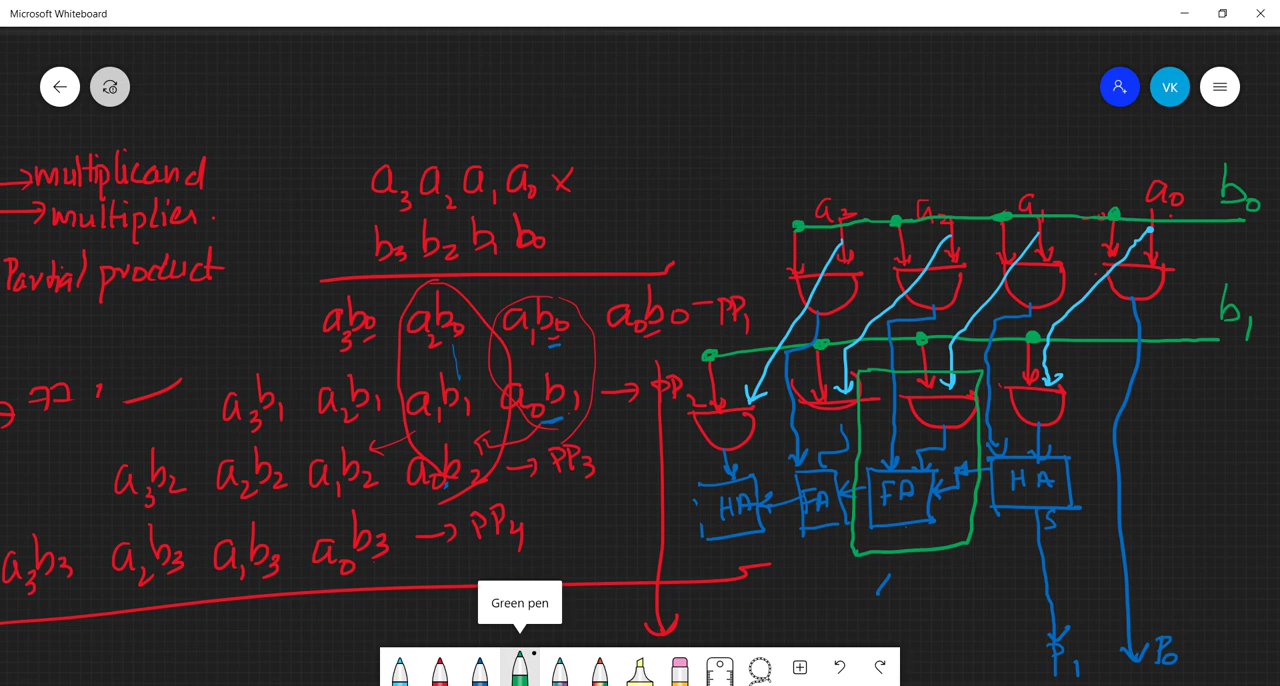 Microsoft Whiteboard
VK
→multiplicand
→multiplier.
Partial product
a₃ a₂ a₁ a₀ ×
b₃ b₂ b₁ b₀
a₃b₀ a₂b₀ a₁b₀ a₀b₀ – PP₁
a₃b₁ a₂b₁ a₁b₁ a₀b₁ → PP₂
a₃b₂ a₂b₂ a₁b₂ a₀b₂ → PP₃
a₃b₃ a₂b₃ a₁b₃ a₀b₃ → PP₄
a₃ a₂ a₁ a₀ b₀
b₁
HA FA FA HA
S
P₁ P₀
Green pen